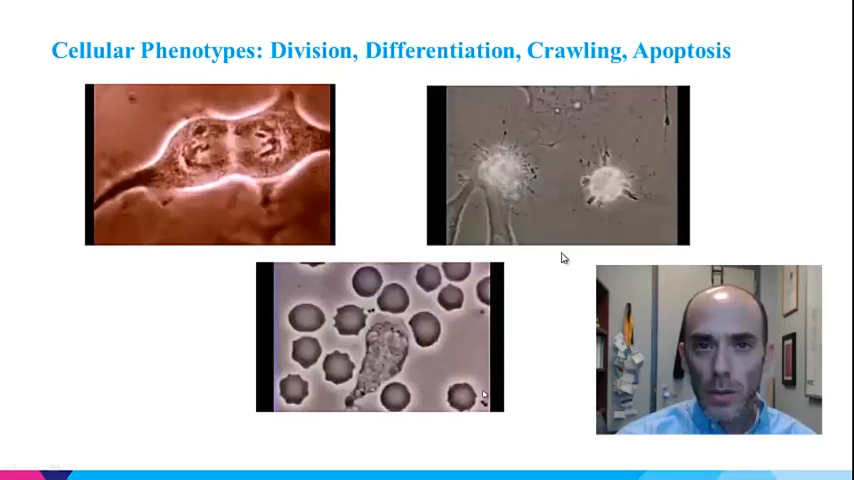 Cellular Phenotypes: Division, Differentiation, Crawling, Apoptosis